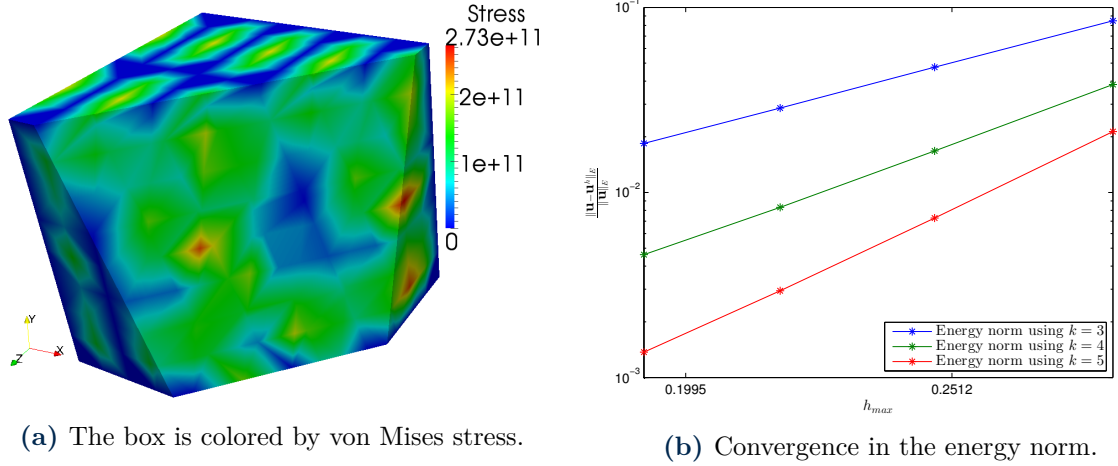 Stress
2.73e+11
2e+11
1e+11
0
Y
X
Z
(a) The box is colored by von Mises stress.
10⁻¹
10⁻²
10⁻³
‖𝐮−𝐮ʰ‖_E
‖𝐮‖_E
Energy norm using k = 3
Energy norm using k = 4
Energy norm using k = 5
0.1995 0.2512
h_max
(b) Convergence in the energy norm.